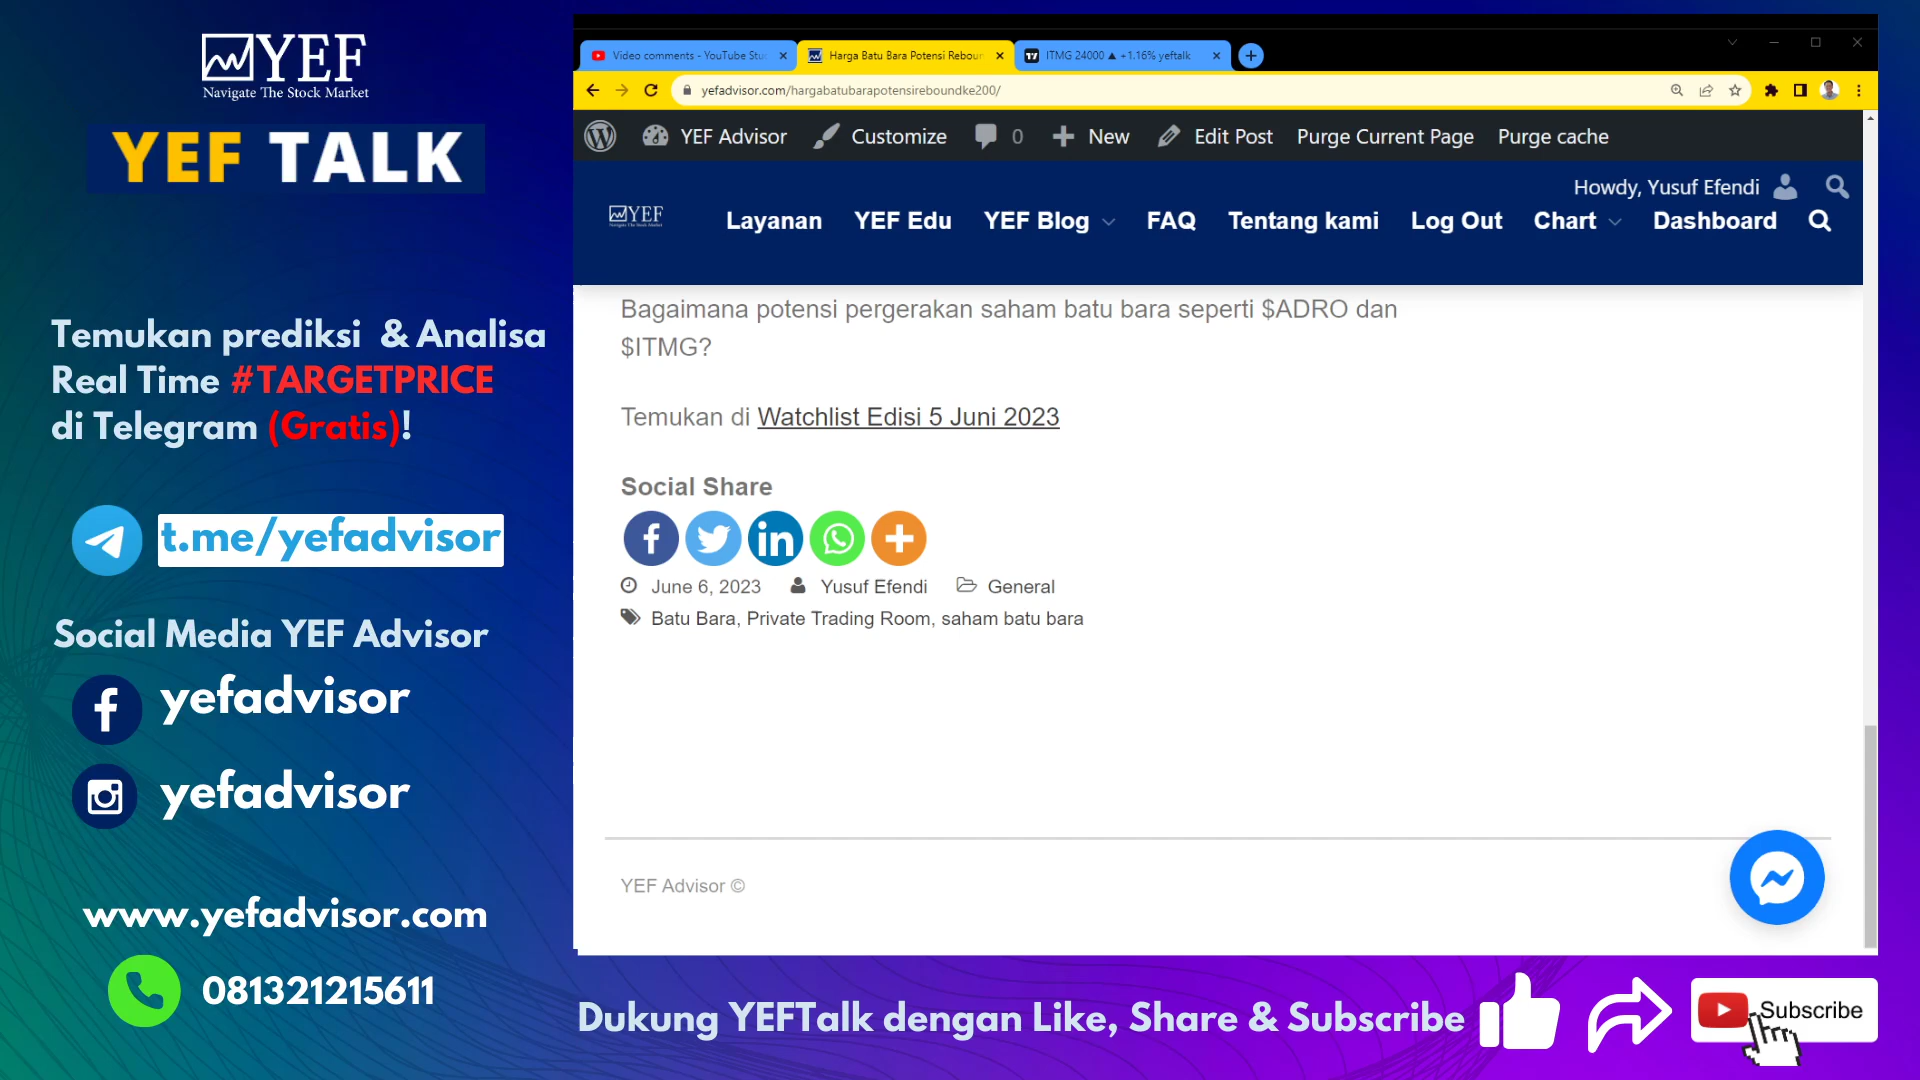 YEF
Navigate The Stock Market
YEF TALK
Temukan prediksi & Analisa
Real Time #TARGETPRICE
di Telegram (Gratis)!
t.me/yefadvisor
Social Media YEF Advisor
yefadvisor
yefadvisor
www.yefadvisor.com
081321215611
Video comments - YouTube Stu
Harga Batu Bara Potensi Reboun
ITMG 24000 ▲ +1.16% yeftalk
yefadvisor.com/hargabatubarapotensireboundke200/
YEF Advisor
Customize
0
New
Edit Post
Purge Current Page
Purge cache
Howdy, Yusuf Efendi
YEF
Navigate The Stock Market
Layanan
YEF Edu
YEF Blog
FAQ
Tentang kami
Log Out
Chart
Dashboard
Bagaimana potensi pergerakan saham batu bara seperti $ADRO dan
$ITMG?
Temukan di Watchlist Edisi 5 Juni 2023
Social Share
June 6, 2023
Yusuf Efendi
General
Batu Bara, Private Trading Room, saham batu bara
YEF Advisor ©
Dukung YEFTalk dengan Like, Share & Subscribe
Subscribe